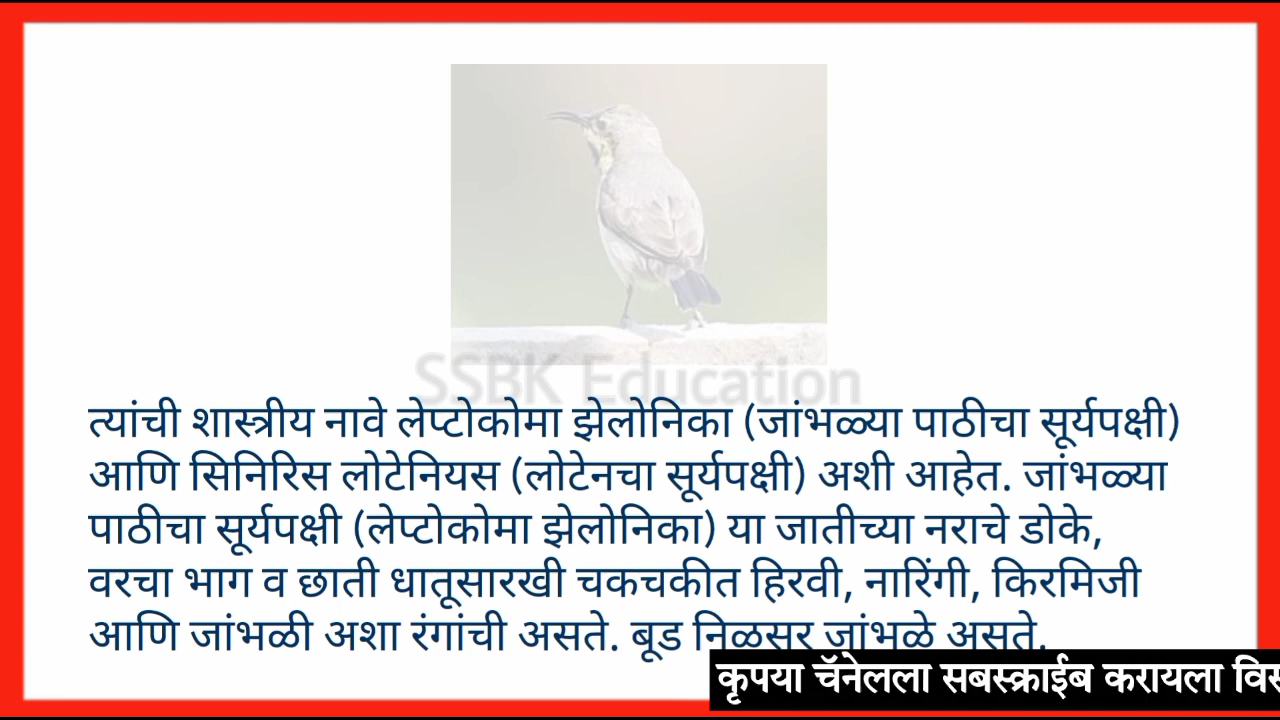 SSBK Education
त्यांची शास्त्रीय नावे लेप्टोकोमा झेलोनिका (जांभळ्या पाठीचा सूर्यपक्षी)
आणि सिनिरिस लोटेनियस (लोटेनचा सूर्यपक्षी) अशी आहेत. जांभळ्या
पाठीचा सूर्यपक्षी (लेप्टोकोमा झेलोनिका) या जातीच्या नराचे डोके,
वरचा भाग व छाती धातूसारखी चकचकीत हिरवी, नारिंगी, किरमिजी
आणि जांभळी अशा रंगांची असते. बूड निळसर जांभळे असते.
कृपया चॅनेलला सबस्क्राईब करायला